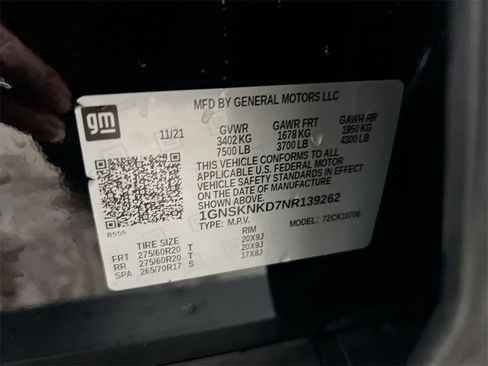 MFD BY GENERAL MOTORS LLC
gm
11/21
GVWR GAWR FRT GAWR RR
3402 KG 1678 KG 1950 KG
7500 LB 3700 LB 4300 LB
THIS VEHICLE CONFORMS TO ALL
APPLICABLE U.S. FEDERAL MOTOR
VEHICLE SAFETY AND THEFT
PREVENTION STANDARDS IN EFFECT
ON THE DATE OF MANUFACTURE
SHOWN ABOVE.
1GNSKNKD7NR139262
TYPE: M.P.V. MODEL: 72CK10706
TIRE SIZE RIM
FRT 275/60R20 T 20X9J
RR 275/60R20 T 20X9J
SPA 265/70R17 S 17X8J